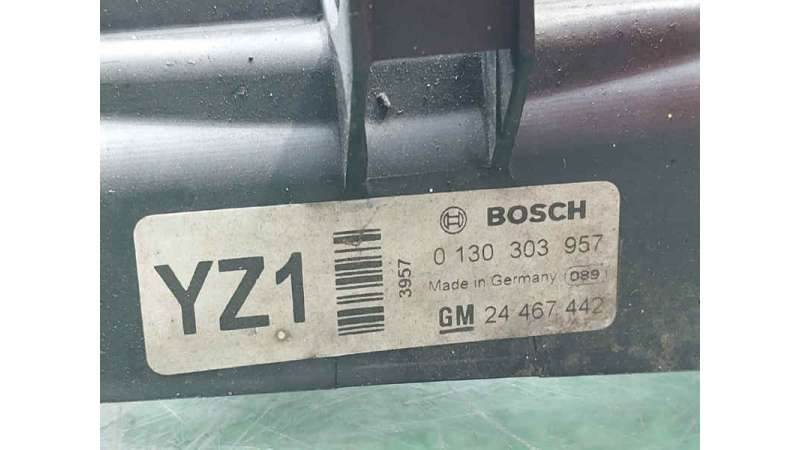 YZ1
3957
BOSCH
0 130 303 957
Made in Germany 089
GM 24 467 442